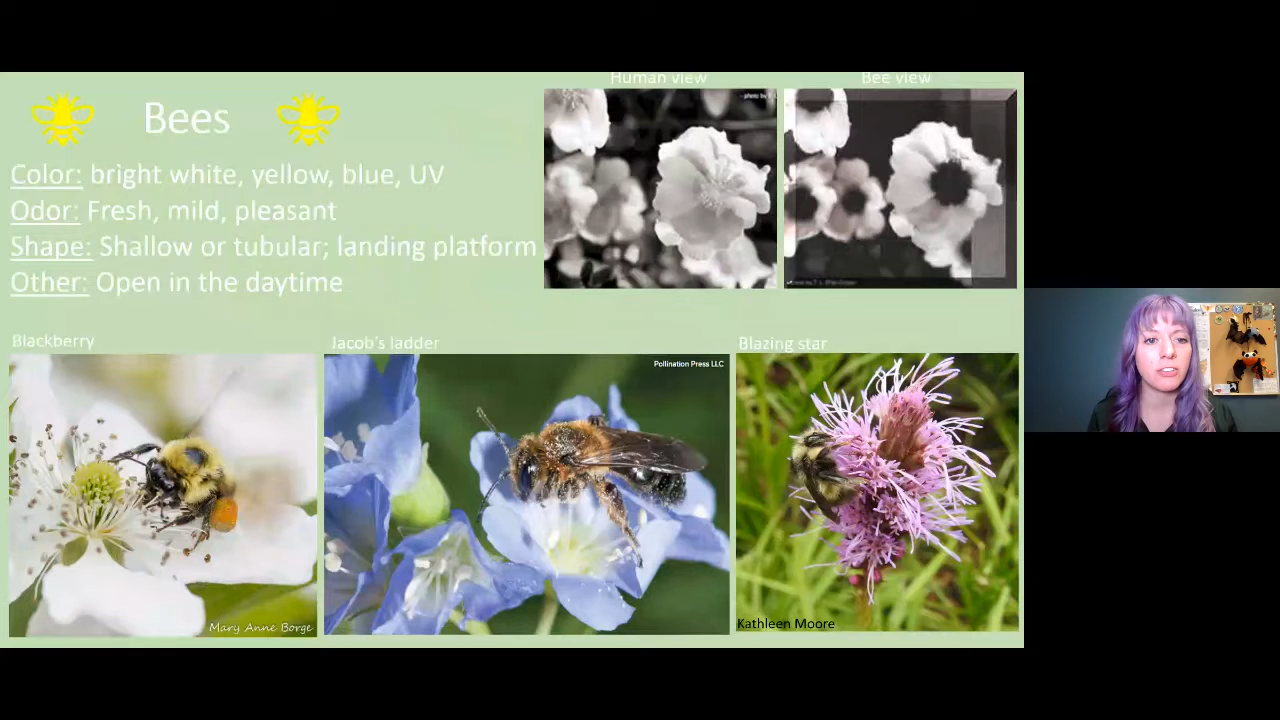 Human view
Bee view
Bees
Color: bright white, yellow, blue, UV
Odor: Fresh, mild, pleasant
Shape: Shallow or tubular; landing platform
Other: Open in the daytime
Blackberry
Jacob's ladder
Blazing star
Pollination Press LLC
Mary Anne Borge
Kathleen Moore